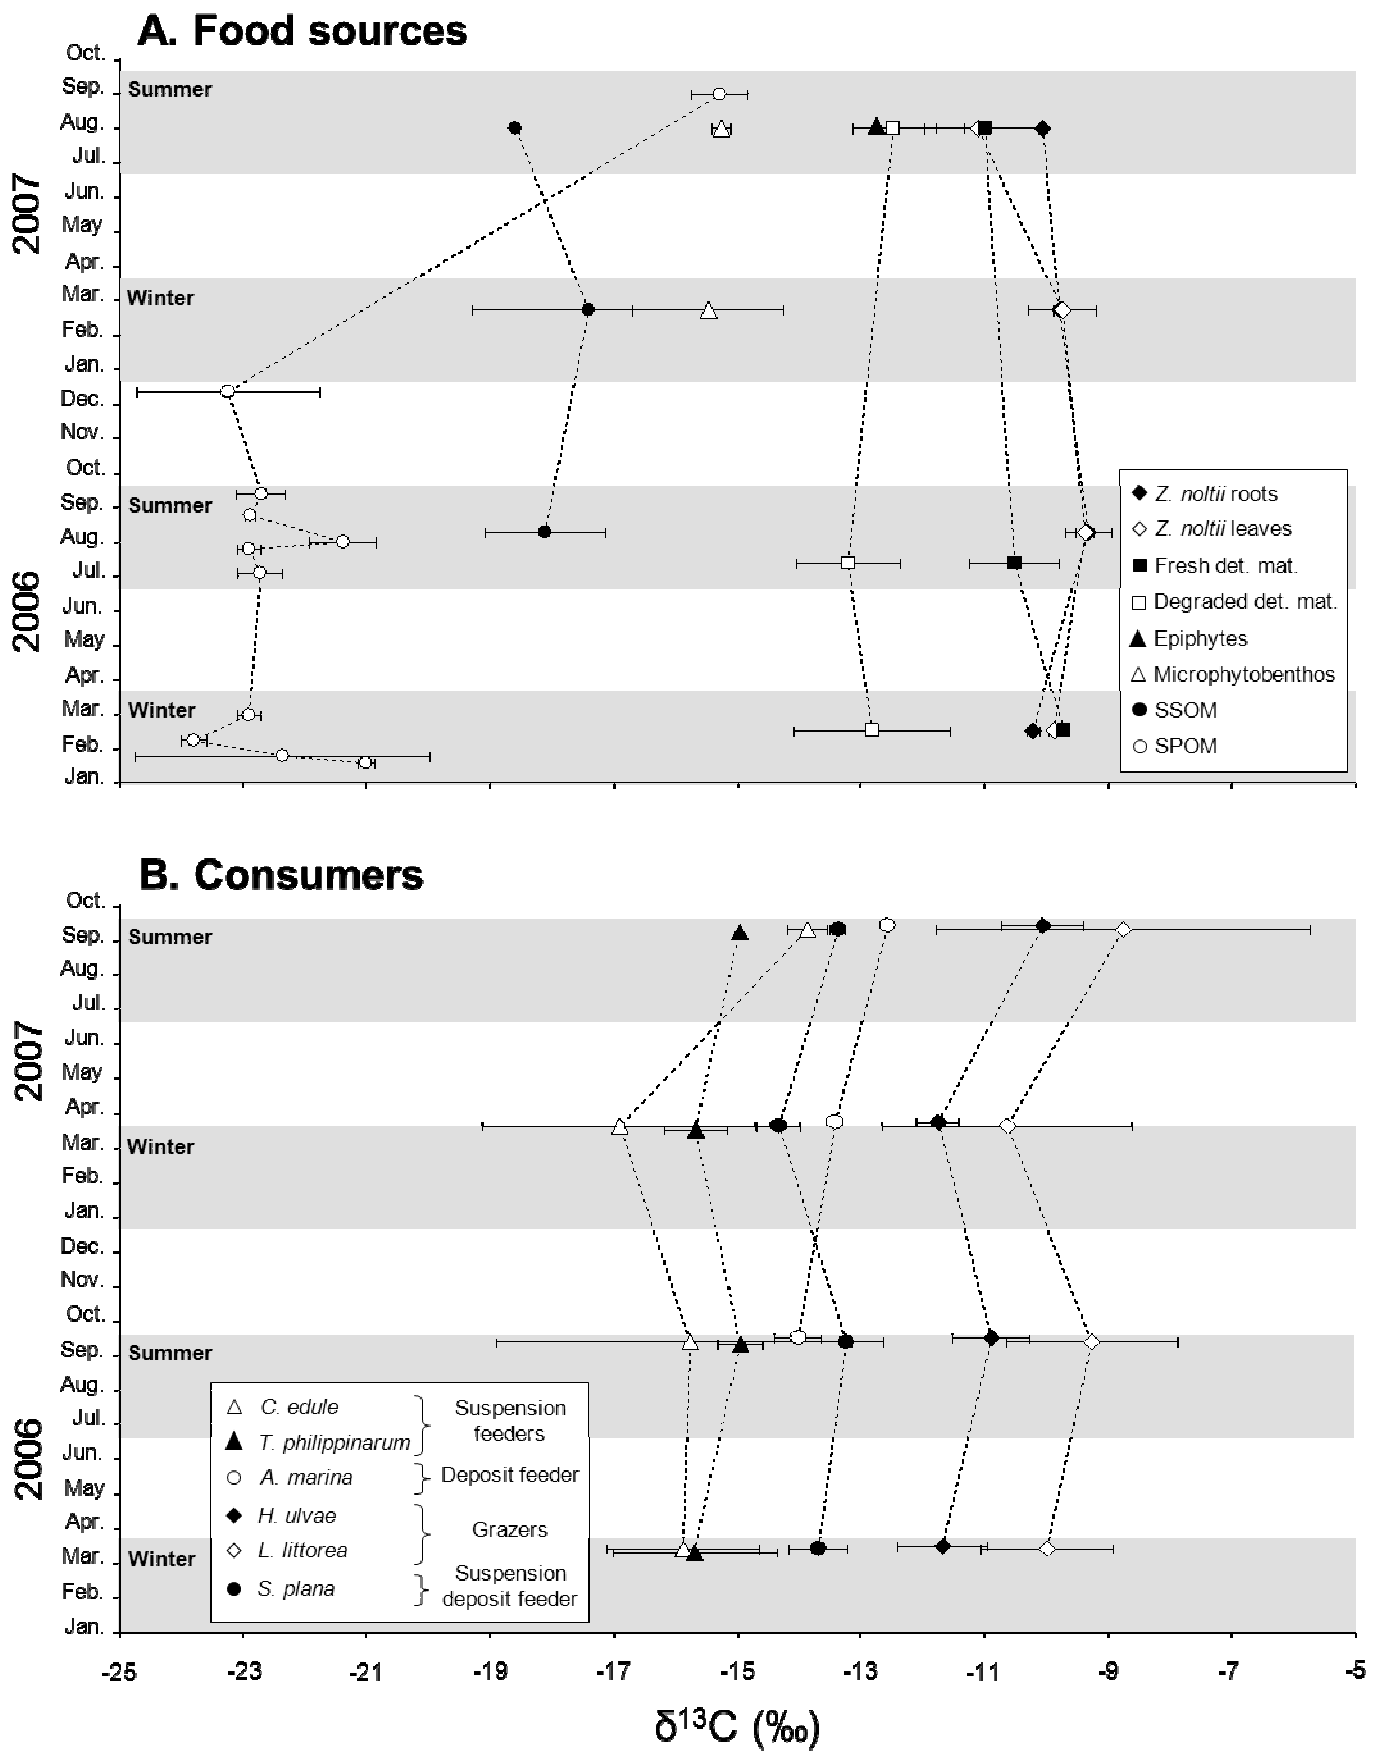 A. Food sources
Oct.
Sep.
Summer
Aug.
Jul.
Jun.
May
Apr.
2007
Mar.
Winter
Feb.
Jan.
Dec.
Nov.
Oct.
Sep.
Summer
Aug.
Jul.
Jun.
May
Apr.
2006
Mar.
Winter
Feb.
Jan.
Z. noltii roots
Z. noltii leaves
Fresh det. mat.
Degraded det. mat.
Epiphytes
Microphytobenthos
SSOM
SPOM
B. Consumers
Oct.
Sep.
Summer
Aug.
Jul.
Jun.
May
Apr.
2007
Mar.
Winter
Feb.
Jan.
Dec.
Nov.
Oct.
Sep.
Summer
Aug.
Jul.
Jun.
May
Apr.
2006
Mar.
Winter
Feb.
Jan.
C. edule
T. philippinarum
Suspension
feeders
A. marina
Deposit feeder
H. ulvae
L. littorea
Grazers
S. plana
Suspension
deposit feeder
-25 -23 -21 -19 -17 -15 -13 -11 -9 -7 -5
δ¹³C (‰)